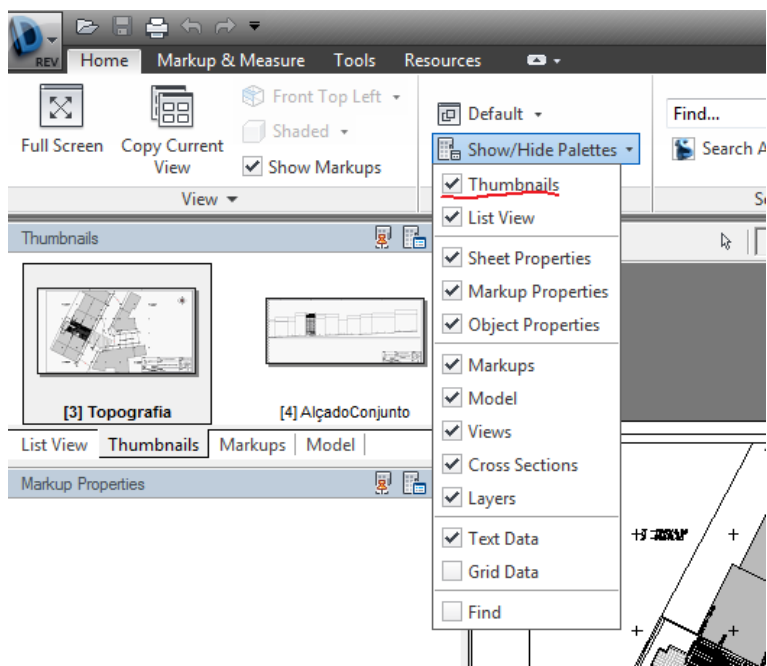 REV Home Markup & Measure Tools Resources
Front Top Left
Default
Find...
Shaded
Show/Hide Palettes
Search A
Full Screen Copy Current View
Show Markups
Thumbnails
View
List View
Thumbnails
Sheet Properties
Markup Properties
Object Properties
Markups
[3] Topografia [4] AlçadoConjunto
Model
List View Thumbnails Markups Model
Views
Cross Sections
Markup Properties
Layers
Text Data
Grid Data
Find